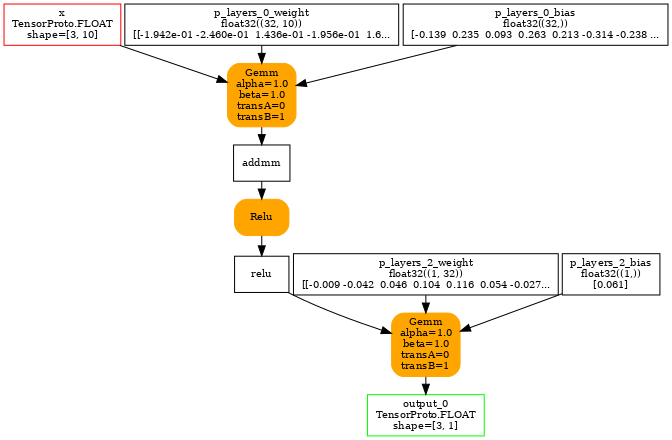 x
TensorProto.FLOAT
shape=[3, 10]
p_layers_0_weight
float32((32, 10))
[[-1.942e-01 -2.460e-01 1.436e-01 -1.956e-01 1.6...
p_layers_0_bias
float32((32,))
[-0.139 0.235 0.093 0.263 0.213 -0.314 -0.238 ...
Gemm
alpha=1.0
beta=1.0
transA=0
transB=1
addmm
Relu
relu
p_layers_2_weight
float32((1, 32))
[[-0.009 -0.042 0.046 0.104 0.116 0.054 -0.027...
p_layers_2_bias
float32((1,))
[0.061]
Gemm
alpha=1.0
beta=1.0
transA=0
transB=1
output_0
TensorProto.FLOAT
shape=[3, 1]